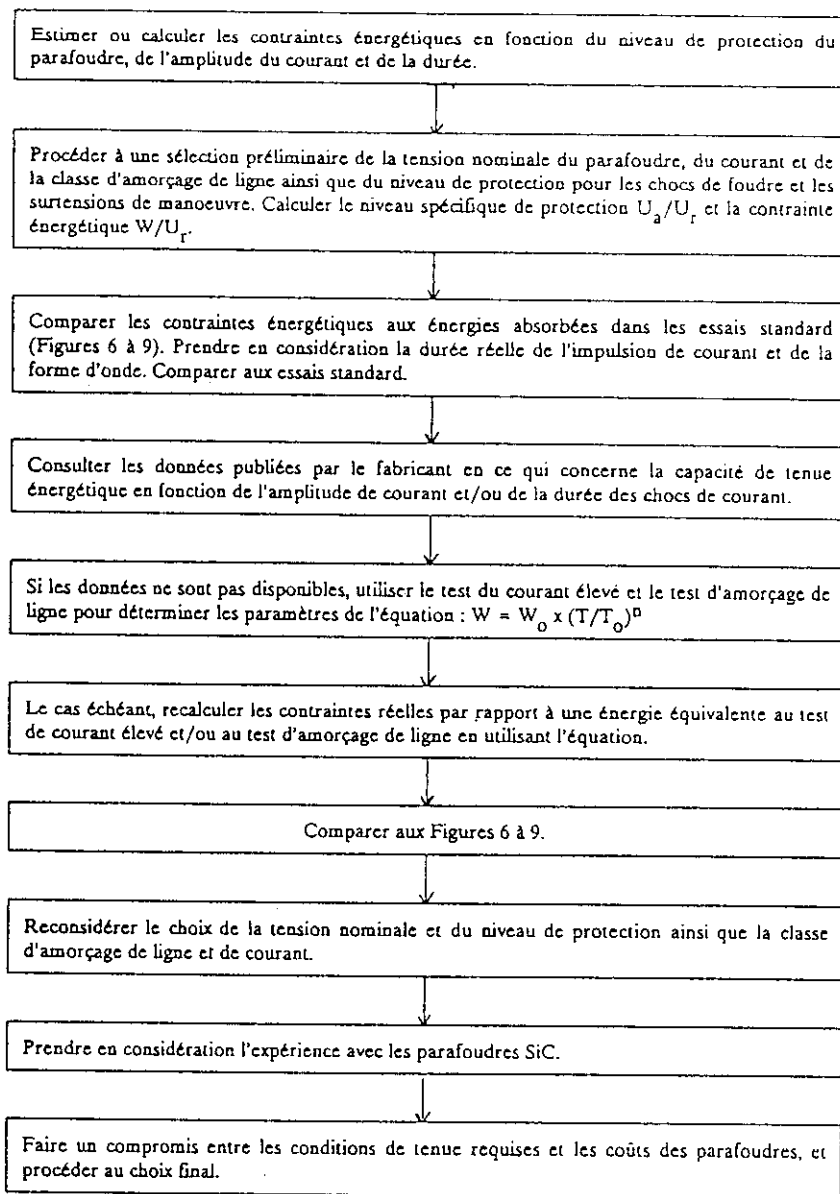 Estimer ou calculer les contraintes énergétiques en fonction du niveau de protection du
parafoudre, de l'amplitude du courant et de la durée.
Procéder à une sélection préliminaire de la tension nominale du parafoudre, du courant et de
la classe d'amorçage de ligne ainsi que du niveau de protection pour les chocs de foudre et les
surtensions de manoeuvre. Calculer le niveau spécifique de protection U_a/U_r et la contrainte
énergétique W/U_r.
Comparer les contraintes énergétiques aux énergies absorbées dans les essais standard
(Figures 6 à 9). Prendre en considération la durée réelle de l'impulsion de courant et de la
forme d'onde. Comparer aux essais standard.
Consulter les données publiées par le fabricant en ce qui concerne la capacité de tenue
énergétique en fonction de l'amplitude de courant et/ou de la durée des chocs de courant.
Si les données ne sont pas disponibles, utiliser le test du courant élevé et le test d'amorçage de
ligne pour déterminer les paramètres de l'équation : W = W_o x (T/T_o)^n
Le cas échéant, recalculer les contraintes réelles par rapport à une énergie équivalente au test
de courant élevé et/ou au test d'amorçage de ligne en utilisant l'équation.
Comparer aux Figures 6 à 9.
Reconsidérer le choix de la tension nominale et du niveau de protection ainsi que la classe
d'amorçage de ligne et de courant.
Prendre en considération l'expérience avec les parafoudres SiC.
Faire un compromis entre les conditions de tenue requises et les coûts des parafoudres, et
procéder au choix final.